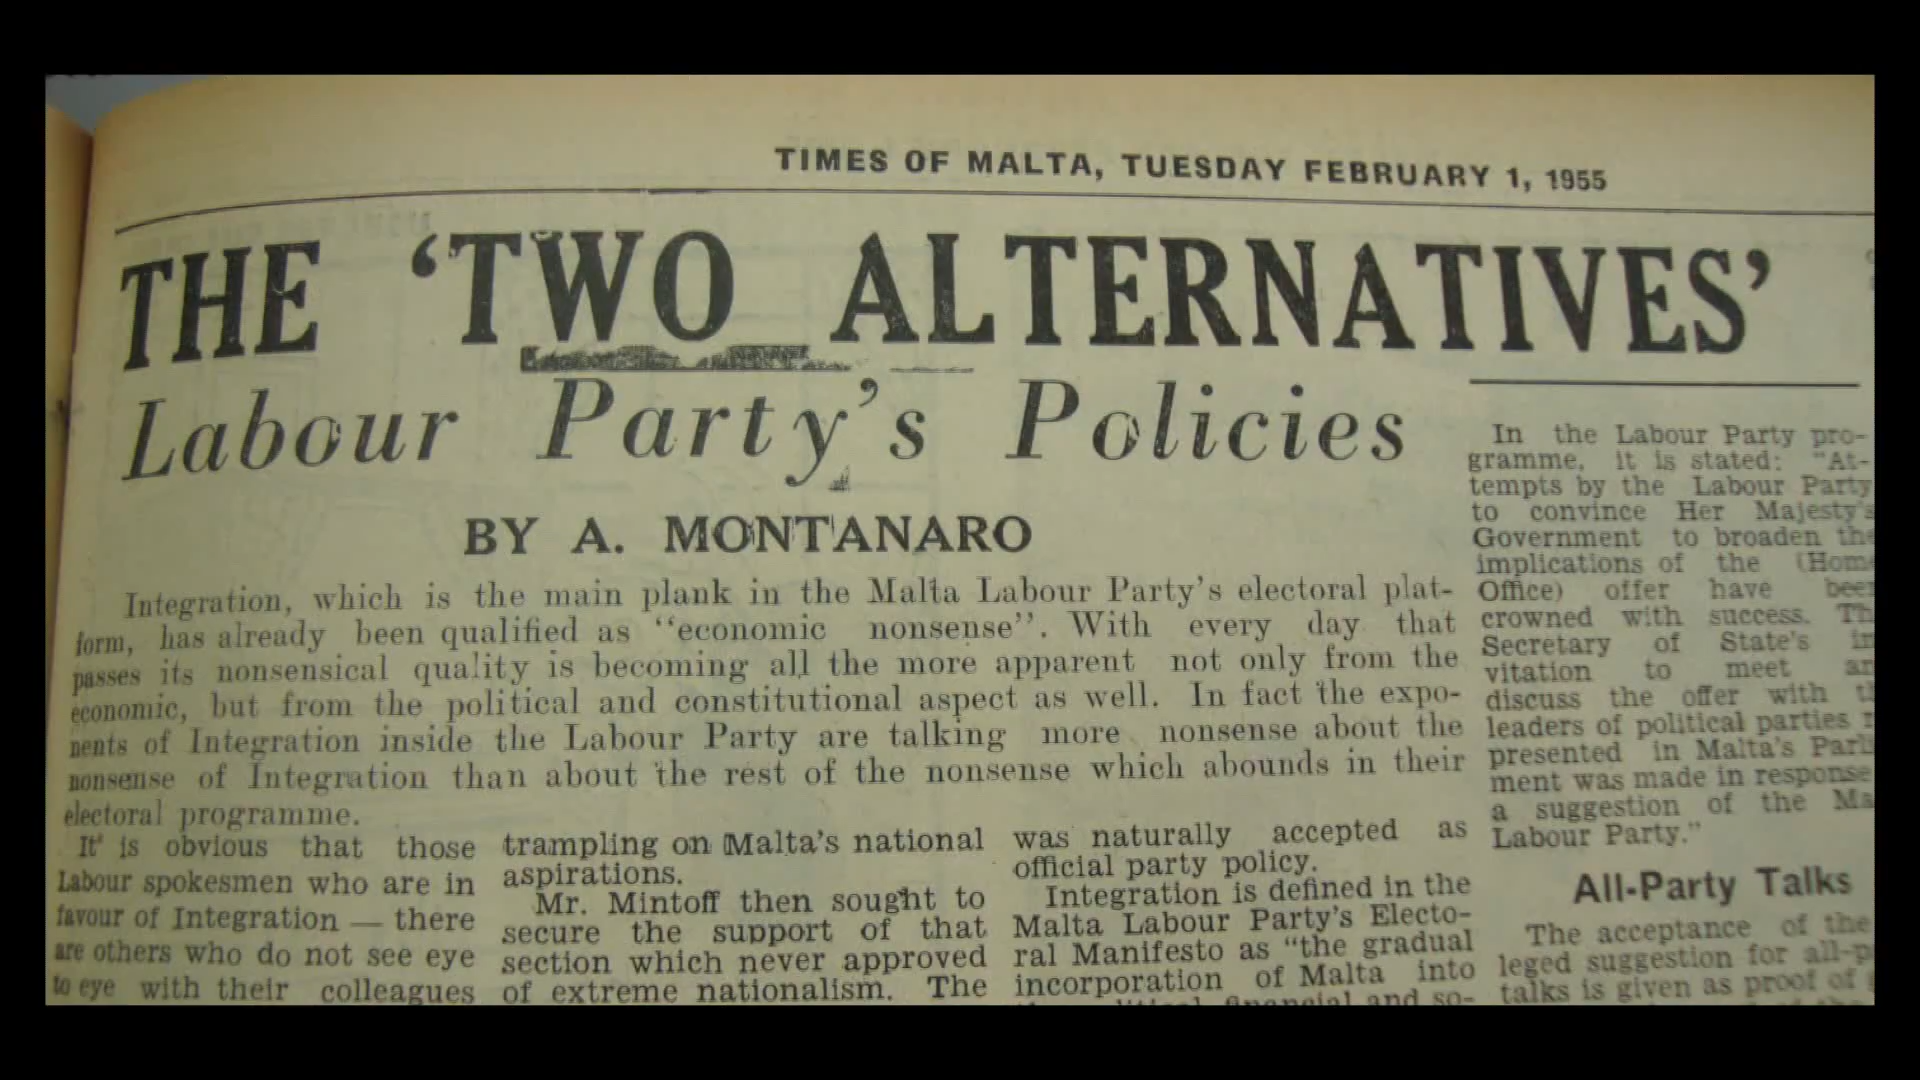 TIMES OF MALTA, TUESDAY FEBRUARY 1, 1955
THE ‘TWO ALTERNATIVES’
Labour Party’s Policies
BY A. MONTANARO
Integration, which is the main plank in the Malta Labour Party’s electoral plat-
form, has already been qualified as “economic nonsense”. With every day that
passes its nonsensical quality is becoming all the more apparent not only from the
economic, but from the political and constitutional aspect as well. In fact the expo-
nents of Integration inside the Labour Party are talking more nonsense about the
nonsense of Integration than about the rest of the nonsense which abounds in their
electoral programme.
It is obvious that those
Labour spokesmen who are in
favour of Integration — there
are others who do not see eye
to eye with their colleagues
trampling on Malta’s national
aspirations.
Mr. Mintoff then sought to
secure the support of that
section which never approved
of extreme nationalism. The
was naturally accepted as
official party policy.
Integration is defined in the
Malta Labour Party’s Electo-
ral Manifesto as “the gradual
incorporation of Malta into
financial and so-
In the Labour Party pro-
gramme, it is stated: “At-
tempts by the Labour Party
to convince Her Majesty’s
Government to broaden the
implications of the (Home
Office) offer have been
crowned with success. Th
Secretary of State’s in
vitation to meet an
discuss the offer with th
leaders of political parties r
presented in Malta’s Parli
ment was made in response
a suggestion of the Ma
Labour Party.”
All-Party Talks
The acceptance of the
leged suggestion for all-p
talks is given as proof of